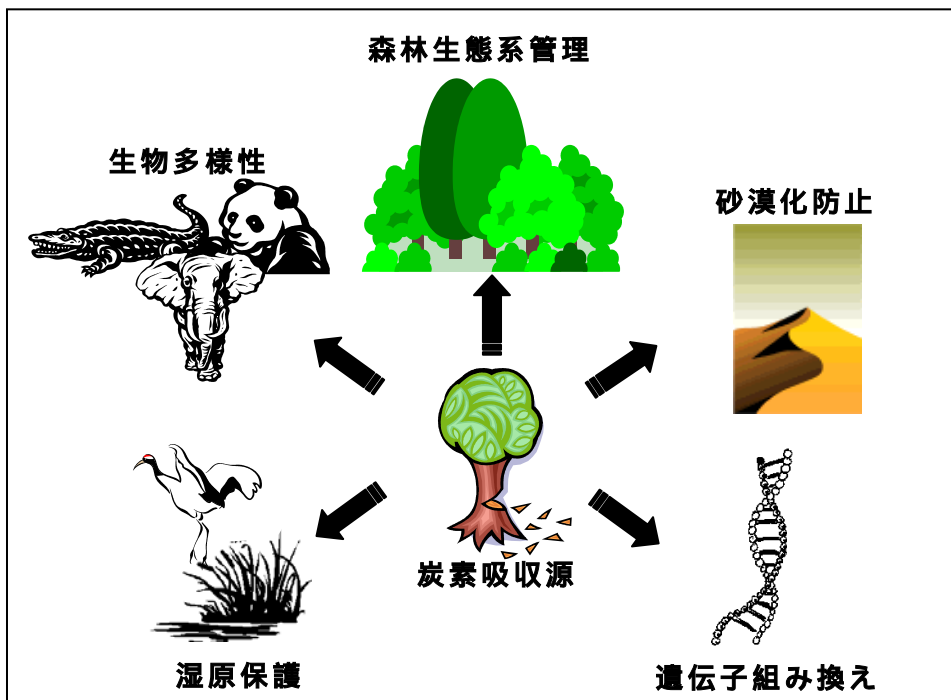 森林生態系管理
生物多様性
砂漠化防止
炭素吸収源
湿原保護
遺伝子組み換え